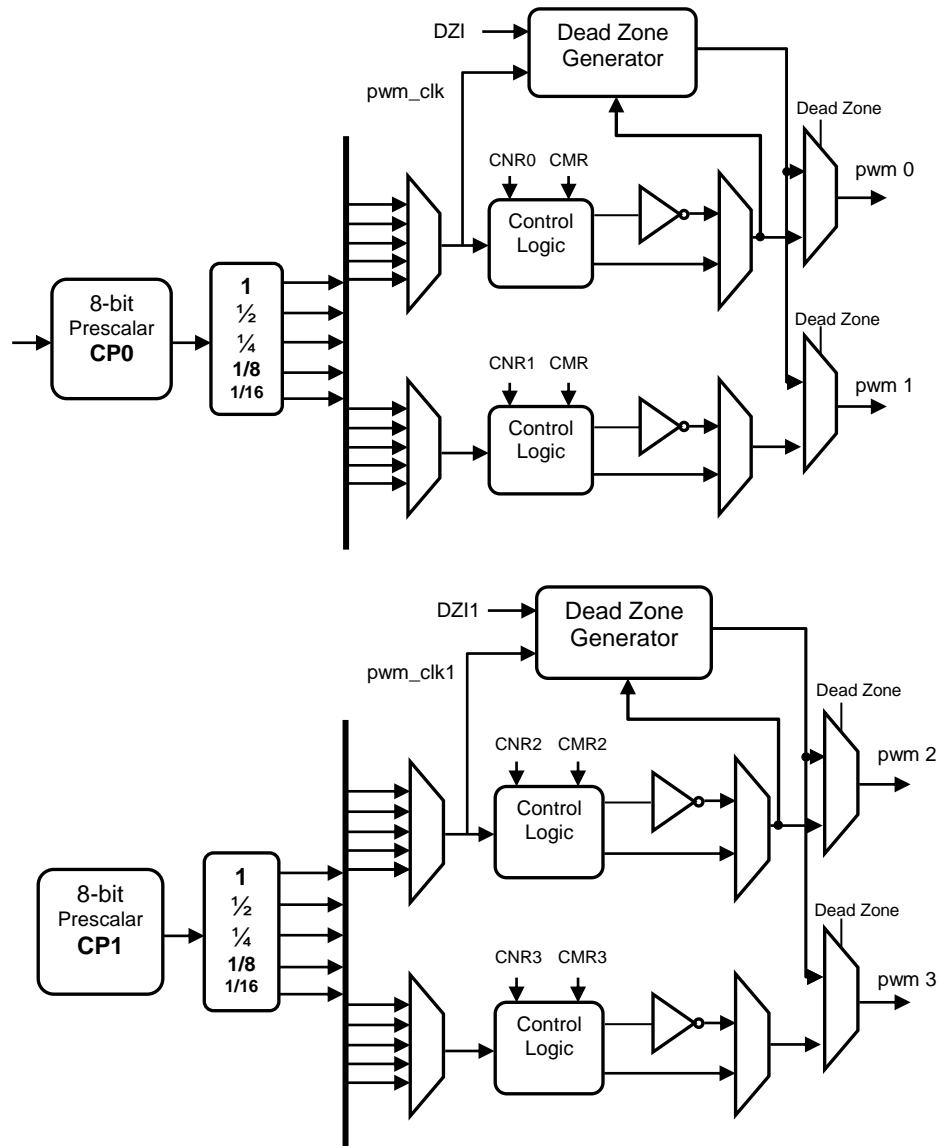 DZI
Dead Zone
Generator
pwm_clk
Dead Zone
CNR0 CMR
pwm 0
Control
Logic
8-bit
Prescalar
CP0
1
½
¼
1/8
1/16
Dead Zone
CNR1 CMR
pwm 1
Control
Logic
DZI1
Dead Zone
Generator
pwm_clk1
Dead Zone
CNR2 CMR2
pwm 2
Control
Logic
8-bit
Prescalar
CP1
1
½
¼
1/8
1/16
Dead Zone
CNR3 CMR3
pwm 3
Control
Logic